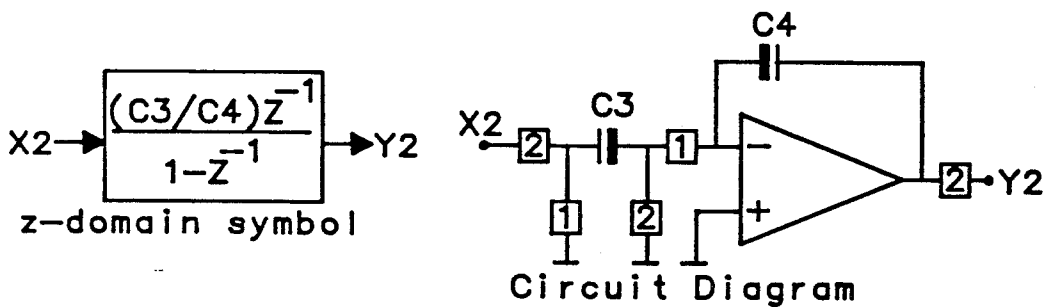 X2
(C3/C4)Z^-1
1-Z^-1
Y2
z-domain symbol
X2
2
1
C3
2
1
C4
-
+
2
Y2
Circuit Diagram